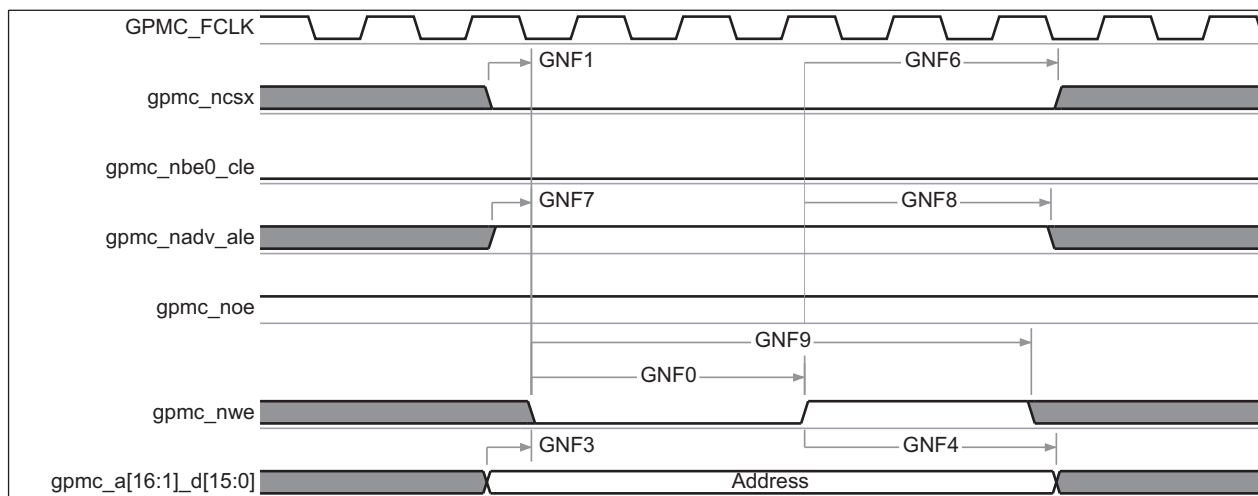 GPMC_FCLK
GNF1
GNF6
gpmc_ncsx
gpmc_nbe0_cle
GNF7
GNF8
gpmc_nadv_ale
gpmc_noe
GNF9
GNF0
gpmc_nwe
GNF3
GNF4
gpmc_a[16:1]_d[15:0]
Address